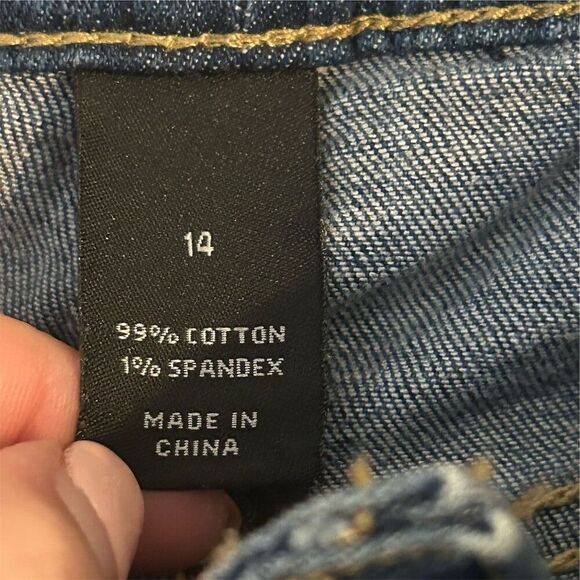 14
99% COTTON
1% SPANDEX
MADE IN
CHINA